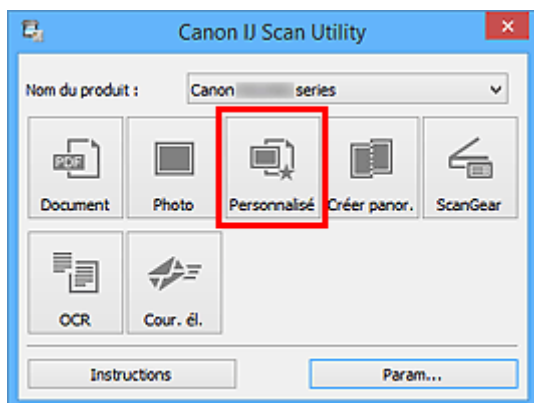 Canon IJ Scan Utility
Nom du produit : Canon series
PDF
Document Photo Personnalisé Créer panor. ScanGear
OCR Cour. él.
Instructions Param...